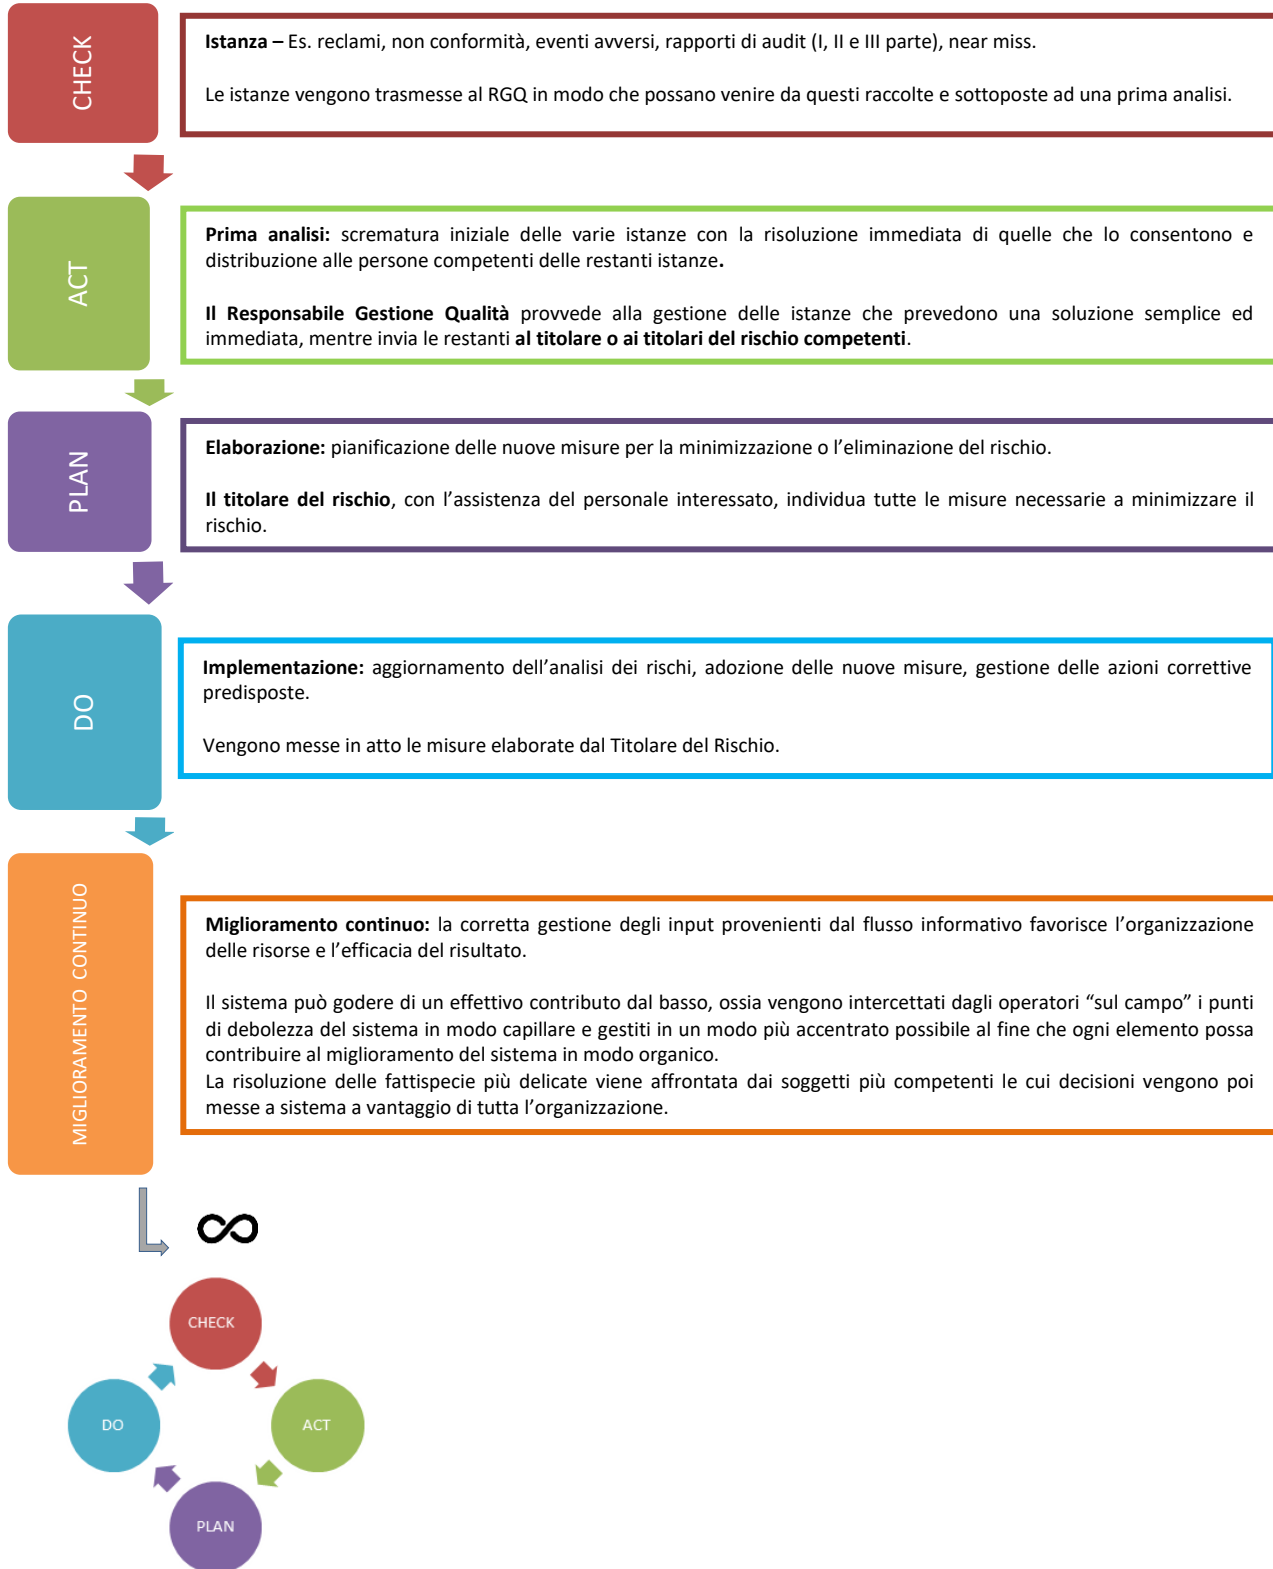 CHECK
Istanza – Es. reclami, non conformità, eventi avversi, rapporti di audit (I, II e III parte), near miss.
Le istanze vengono trasmesse al RGQ in modo che possano venire da questi raccolte e sottoposte ad una prima analisi.
ACT
Prima analisi: scrematura iniziale delle varie istanze con la risoluzione immediata di quelle che lo consentono e
distribuzione alle persone competenti delle restanti istanze.
Il Responsabile Gestione Qualità provvede alla gestione delle istanze che prevedono una soluzione semplice ed
immediata, mentre invia le restanti al titolare o ai titolari del rischio competenti.
PLAN
Elaborazione: pianificazione delle nuove misure per la minimizzazione o l’eliminazione del rischio.
Il titolare del rischio, con l’assistenza del personale interessato, individua tutte le misure necessarie a minimizzare il
rischio.
DO
Implementazione: aggiornamento dell’analisi dei rischi, adozione delle nuove misure, gestione delle azioni correttive
predisposte.
Vengono messe in atto le misure elaborate dal Titolare del Rischio.
MIGLIORAMENTO CONTINUO
Miglioramento continuo: la corretta gestione degli input provenienti dal flusso informativo favorisce l’organizzazione
delle risorse e l’efficacia del risultato.
Il sistema può godere di un effettivo contributo dal basso, ossia vengono intercettati dagli operatori “sul campo” i punti
di debolezza del sistema in modo capillare e gestiti in un modo più accentrato possibile al fine che ogni elemento possa
contribuire al miglioramento del sistema in modo organico.
La risoluzione delle fattispecie più delicate viene affrontata dai soggetti più competenti le cui decisioni vengono poi
messe a sistema a vantaggio di tutta l’organizzazione.
∞
CHECK
DO
ACT
PLAN